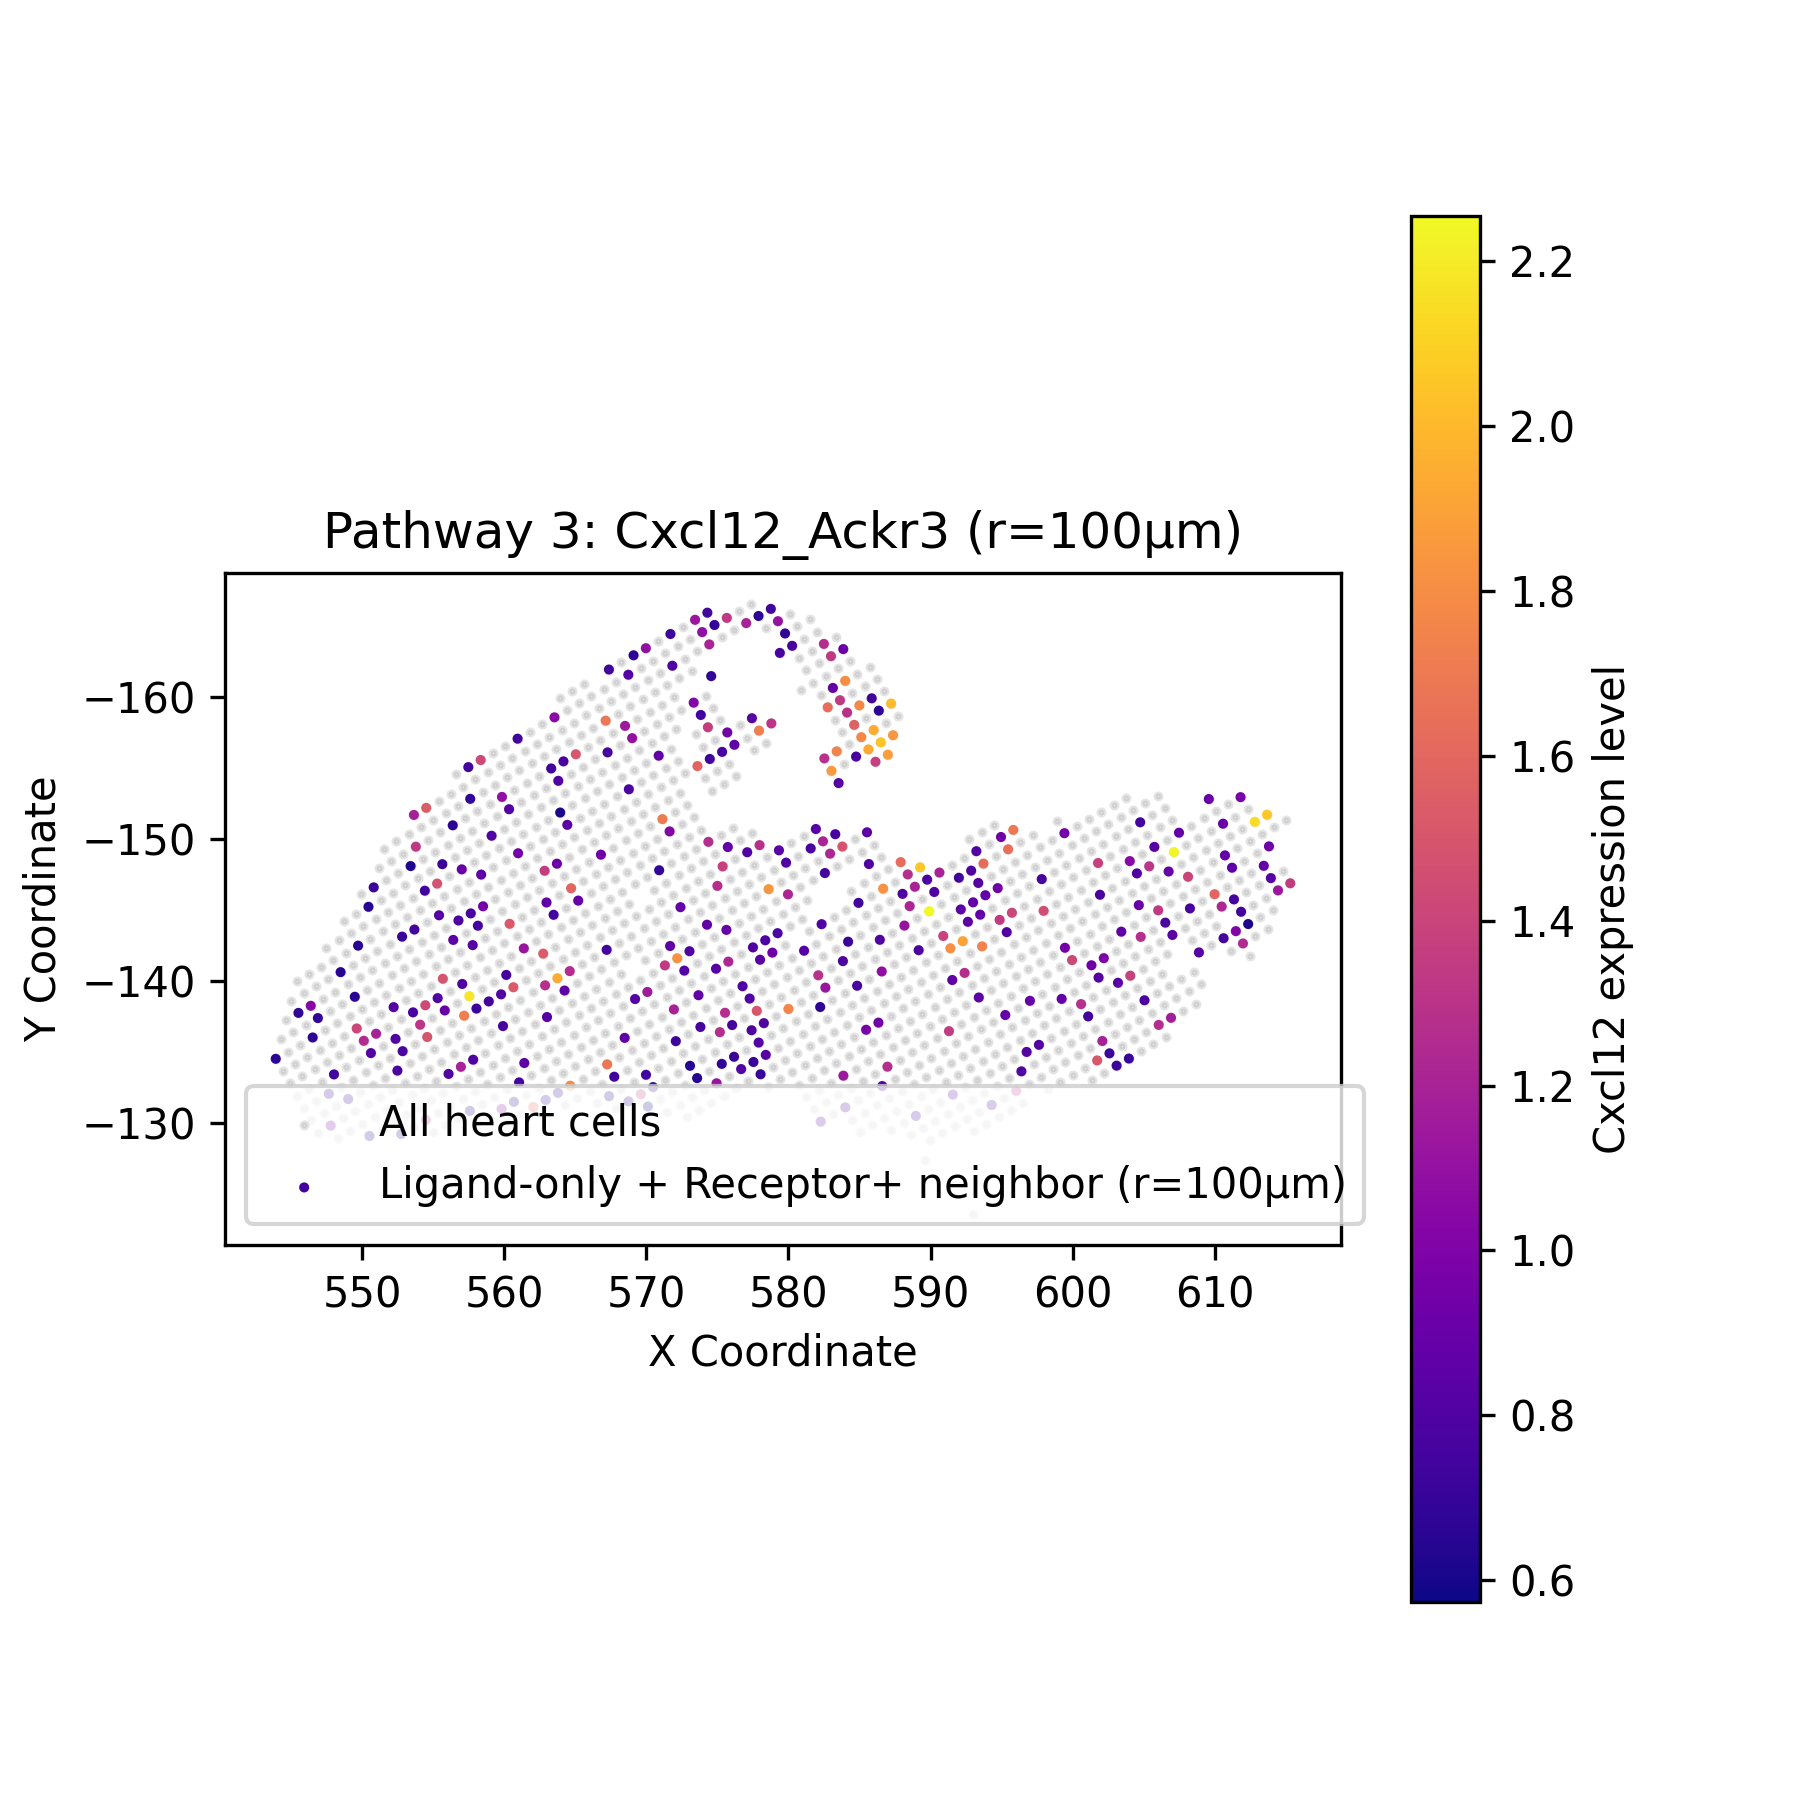 Pathway 3: Cxcl12_Ackr3 (r=100μm)
−160
−150
−140
−130
Y Coordinate
All heart cells
Ligand-only + Receptor+ neighbor (r=100μm)
550 560 570 580 590 600 610
X Coordinate
2.2
2.0
1.8
1.6
1.4
1.2
1.0
0.8
0.6
Cxcl12 expression level